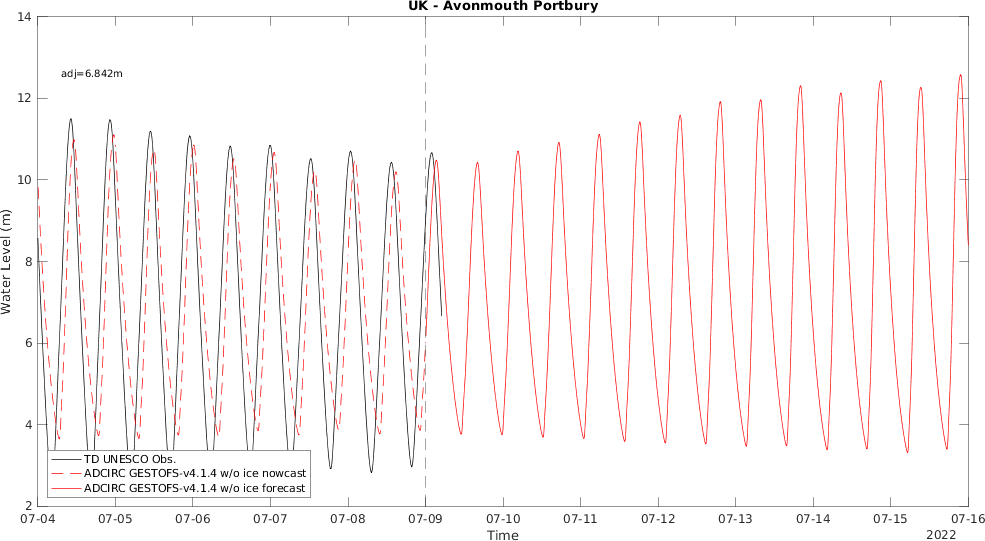 UK - Avonmouth Portbury
14
adj=6.842m
12
10
8
6
4
2
Water Level (m)
TD UNESCO Obs.
ADCIRC GESTOFS-v4.1.4 w/o ice nowcast
ADCIRC GESTOFS-v4.1.4 w/o ice forecast
07-04 07-05 07-06 07-07 07-08 07-09 07-10 07-11 07-12 07-13 07-14 07-15 07-16
Time
2022